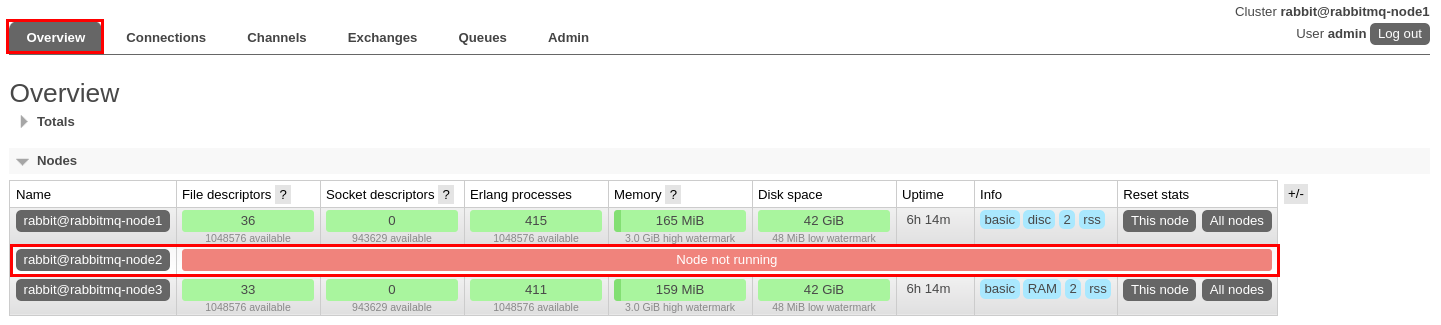 Cluster rabbit@rabbitmq-node1
User admin Log out
Overview Connections Channels Exchanges Queues Admin
Overview
Totals
Nodes
Name File descriptors ? Socket descriptors ? Erlang processes Memory ? Disk space Uptime Info Reset stats +/-
rabbit@rabbitmq-node1 36 0 415 165 MiB 42 GiB 6h 14m basic disc 2 rss This node All nodes
1048576 available 943629 available 1048576 available 3.0 GiB high watermark 48 MiB low watermark
rabbit@rabbitmq-node2 Node not running
rabbit@rabbitmq-node3 33 0 411 159 MiB 42 GiB 6h 14m basic RAM 2 rss This node All nodes
1048576 available 943629 available 1048576 available 3.0 GiB high watermark 48 MiB low watermark